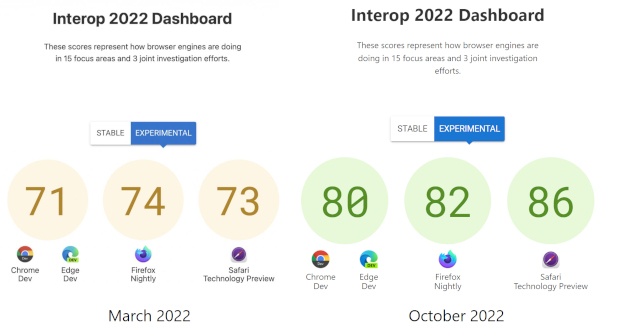 Interop 2022 Dashboard
These scores represent how browser engines are doing
in 15 focus areas and 3 joint investigation efforts.
STABLE EXPERIMENTAL
71 74 73
Chrome Dev
Edge Dev
Firefox Nightly
Safari Technology Preview
March 2022
Interop 2022 Dashboard
These scores represent how browser engines are
doing in 15 focus areas and 3 joint investigation
efforts.
STABLE EXPERIMENTAL
80 82 86
Chrome Dev
Edge Dev
Firefox Nightly
Safari Technology Preview
October 2022